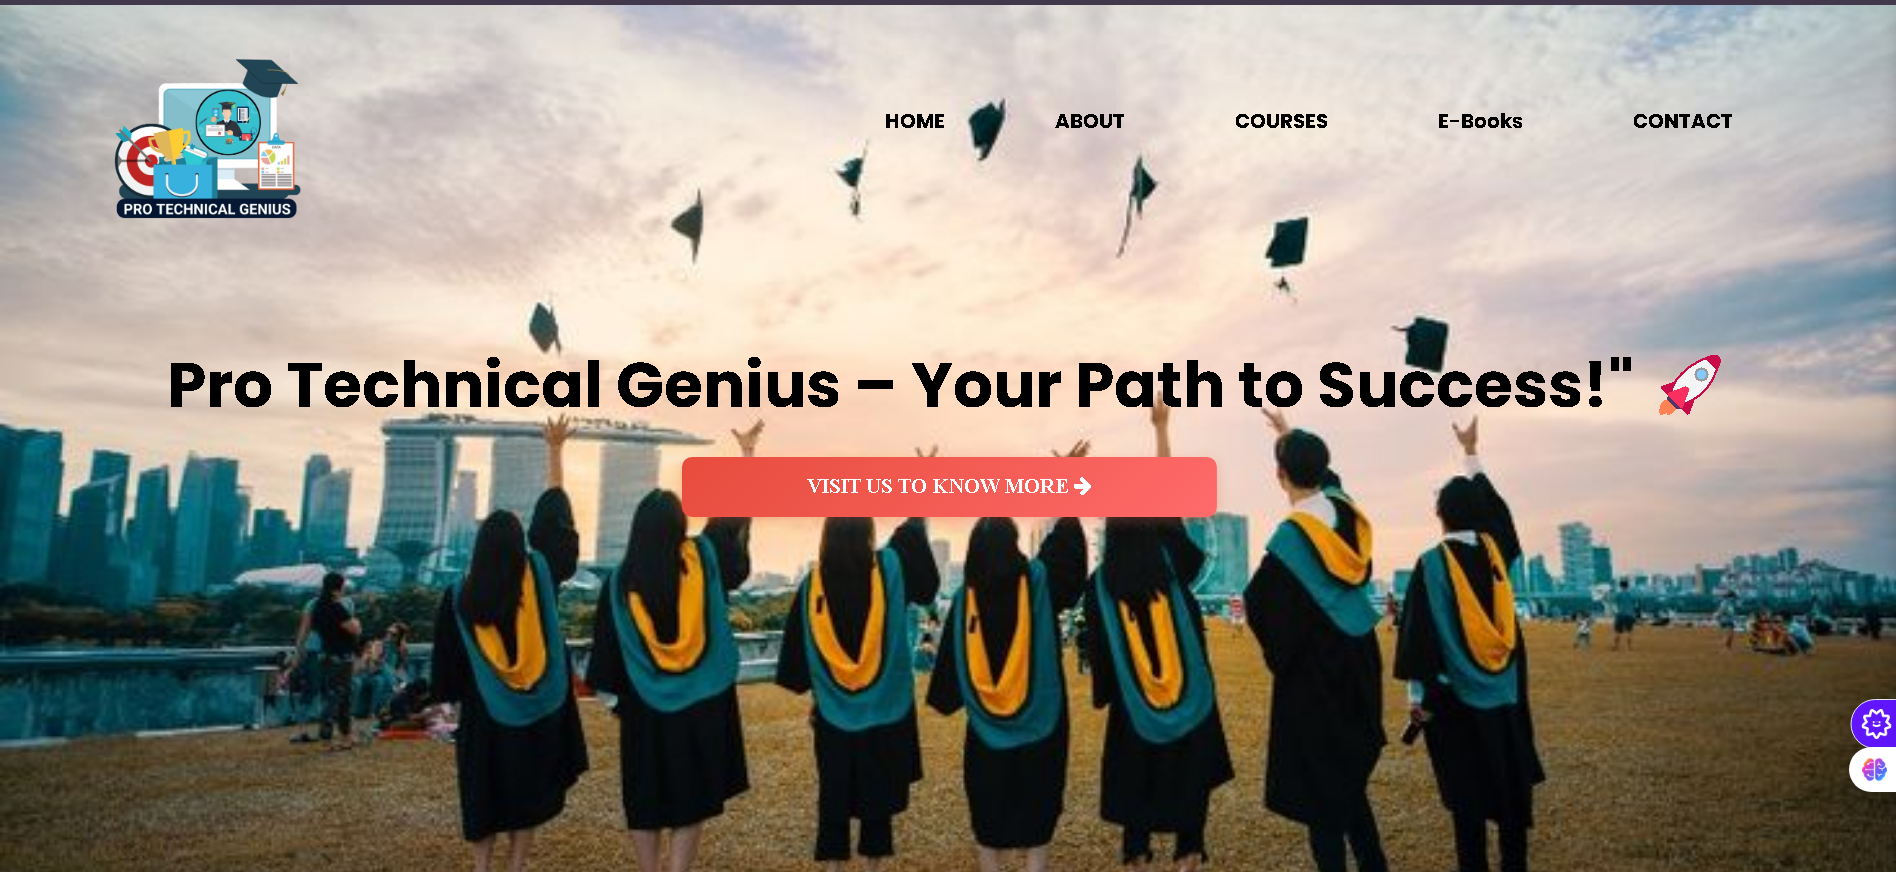 HOME ABOUT COURSES E-Books CONTACT
PRO TECHNICAL GENIUS
Pro Technical Genius – Your Path to Success!" 🚀
VISIT US TO KNOW MORE →